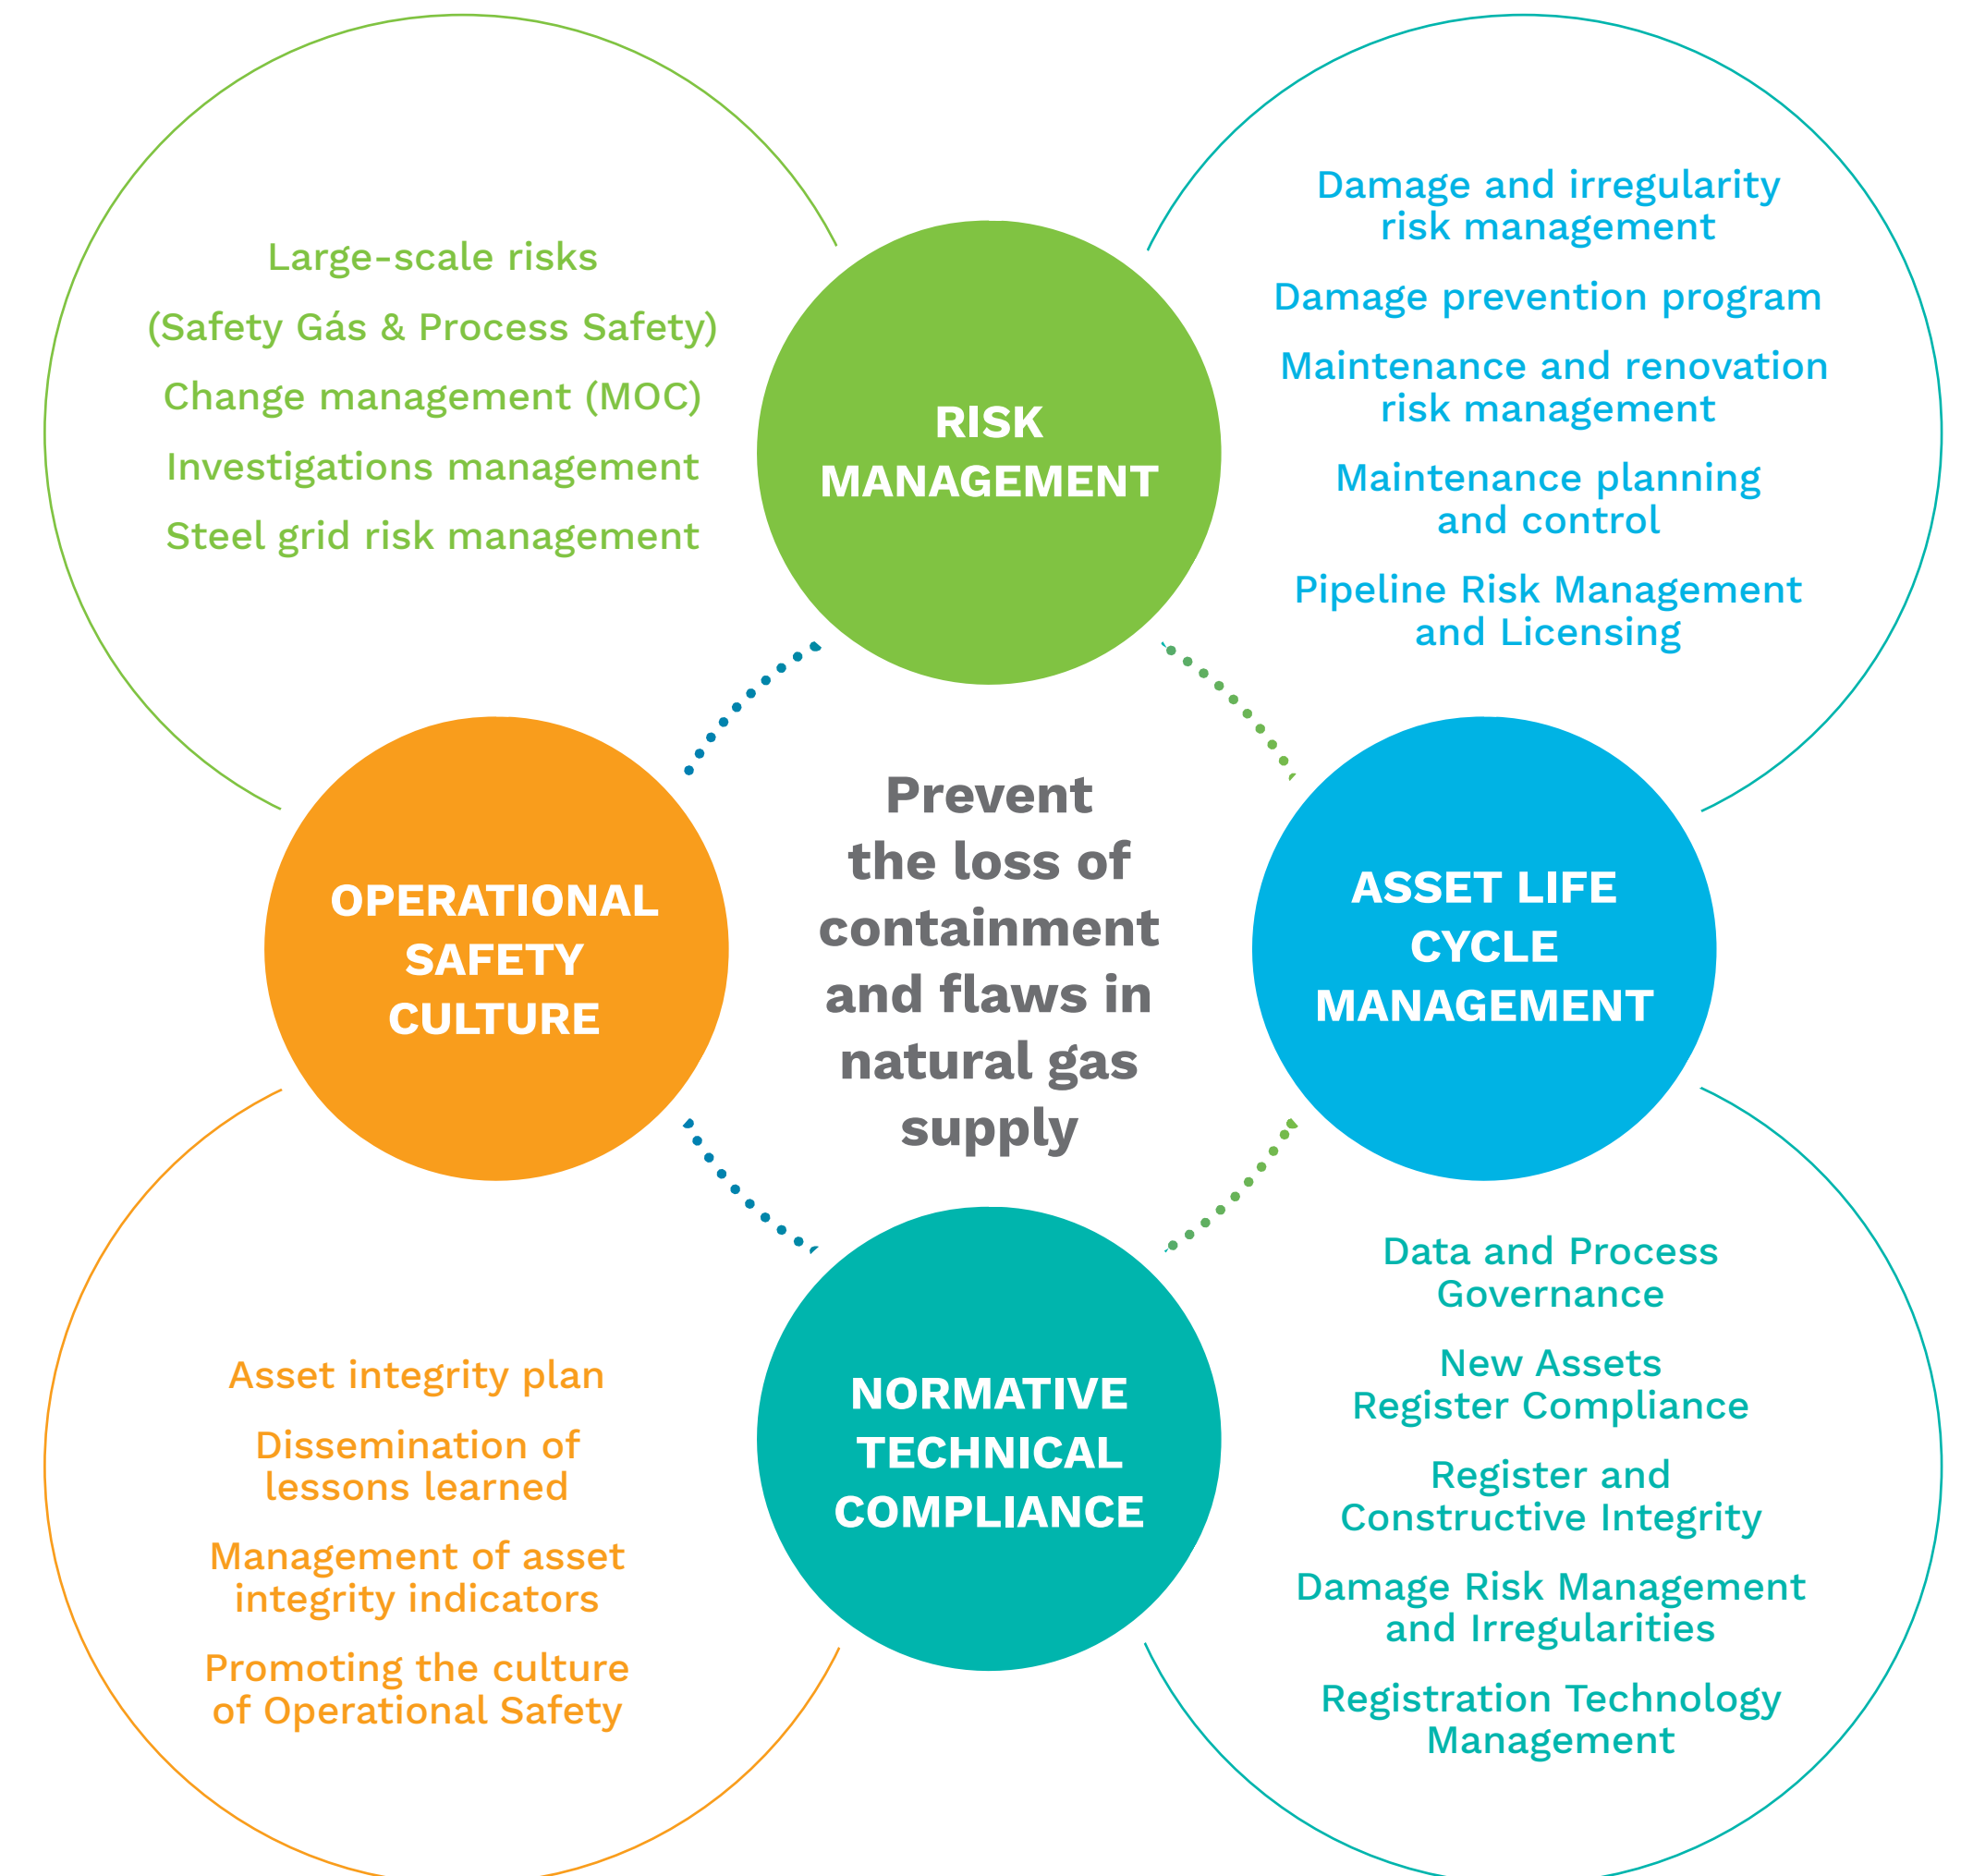 Large-scale risks
(Safety Gás & Process Safety)
Change management (MOC)
Investigations management
Steel grid risk management
RISK
MANAGEMENT
Damage and irregularity
risk management
Damage prevention program
Maintenance and renovation
risk management
Maintenance planning
and control
Pipeline Risk Management
and Licensing
OPERATIONAL
SAFETY
CULTURE
Prevent
the loss of
containment
and flaws in
natural gas
supply
ASSET LIFE
CYCLE
MANAGEMENT
Asset integrity plan
Dissemination of
lessons learned
Management of asset
integrity indicators
Promoting the culture
of Operational Safety
NORMATIVE
TECHNICAL
COMPLIANCE
Data and Process
Governance
New Assets
Register Compliance
Register and
Constructive Integrity
Damage Risk Management
and Irregularities
Registration Technology
Management